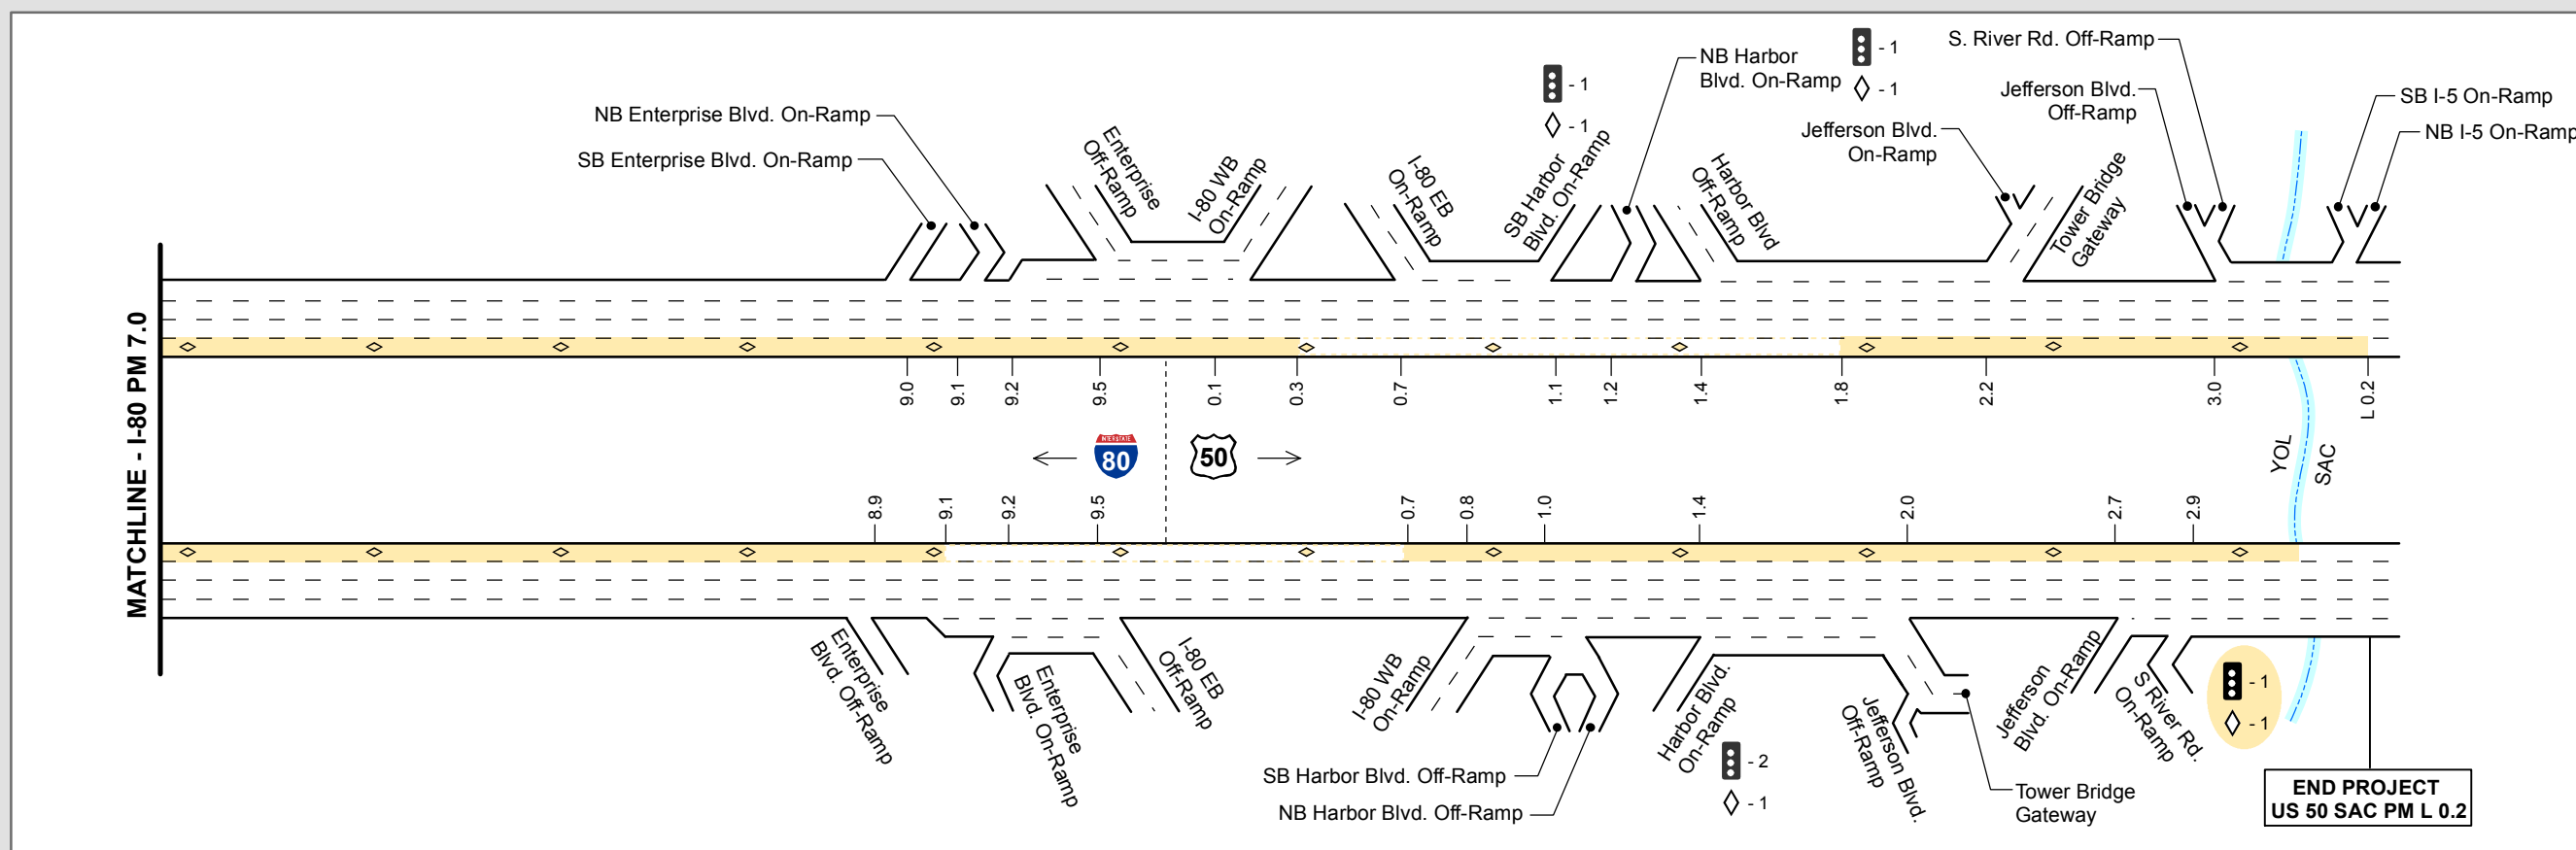 S. River Rd. Off-Ramp
- 1
NB Harbor
Blvd. On-Ramp
- 1
- 1
- 1
Jefferson Blvd.
Off-Ramp
SB I-5 On-Ramp
NB I-5 On-Ramp
NB Enterprise Blvd. On-Ramp
SB Enterprise Blvd. On-Ramp
Jefferson Blvd.
On-Ramp
Enterprise
Off-Ramp
I-80 WB
On-Ramp
I-80 EB
On-Ramp
SB Harbor
Blvd. On-Ramp
Harbor Blvd
Off-Ramp
Tower Bridge
Gateway
MATCHLINE - I-80 PM 7.0
9.0
9.1
9.2
9.5
0.1
0.3
0.7
1.1
1.2
1.4
1.8
2.2
3.0
L 0.2
INTERSTATE
80
50
YOL
SAC
8.9
9.1
9.2
9.5
0.7
0.8
1.0
1.4
2.0
2.7
2.9
Enterprise
Blvd. Off-Ramp
Enterprise
Blvd. On-Ramp
I-80 EB
Off-Ramp
I-80 WB
On-Ramp
Harbor Blvd.
On-Ramp
Jefferson Blvd.
Off-Ramp
Jefferson
Blvd. On-Ramp
S River Rd.
On-Ramp
- 1
- 1
- 2
- 1
SB Harbor Blvd. Off-Ramp
NB Harbor Blvd. Off-Ramp
Tower Bridge
Gateway
END PROJECT
US 50 SAC PM L 0.2